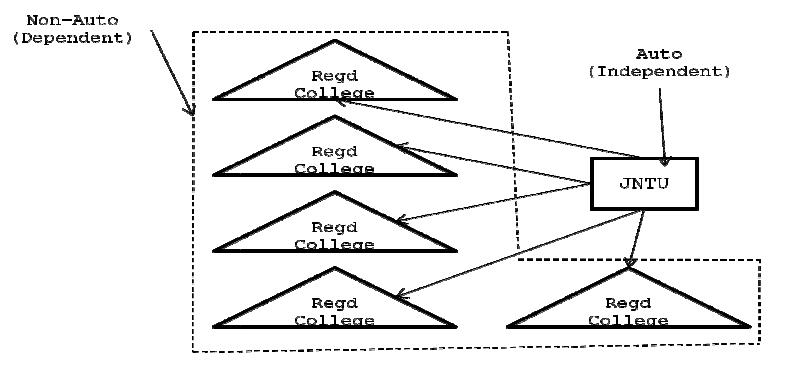 Non-Auto
(Dependent)
Auto
(Independent)
Regd
College
Regd
College
JNTU
Regd
College
Regd
College
Regd
College